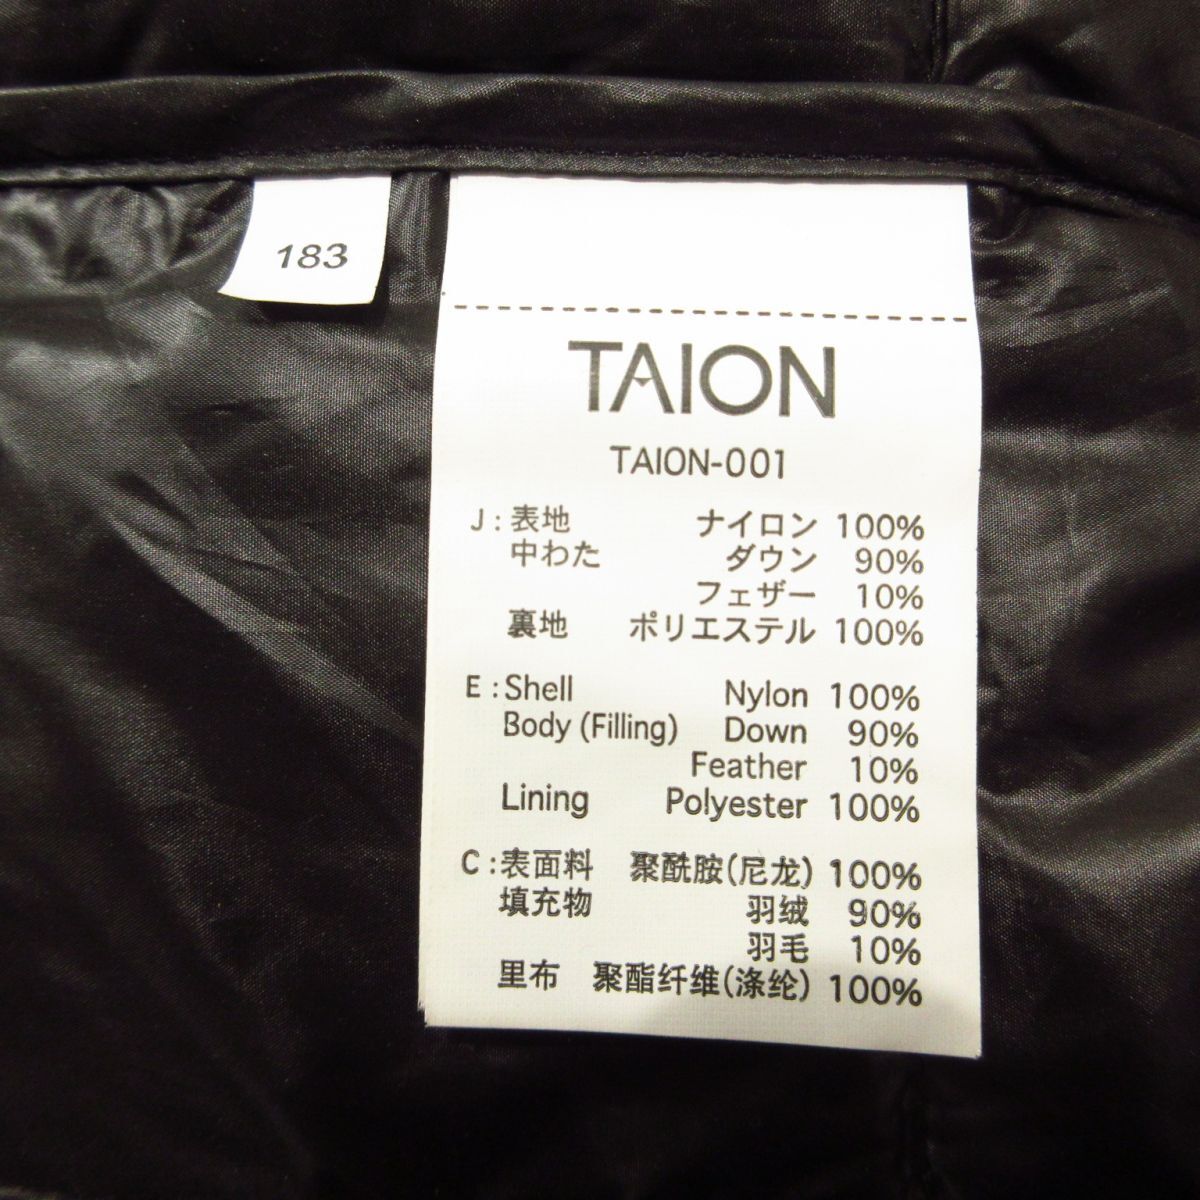 183
TAION
TAION-001
J : 表地 ナイロン 100%
中わた ダウン 90%
フェザー 10%
裏地 ポリエステル 100%
E : Shell Nylon 100%
Body (Filling) Down 90%
Feather 10%
Lining Polyester 100%
C : 表面料 聚酰胺(尼龙) 100%
填充物 羽绒 90%
羽毛 10%
里布 聚酯纤维(涤纶) 100%